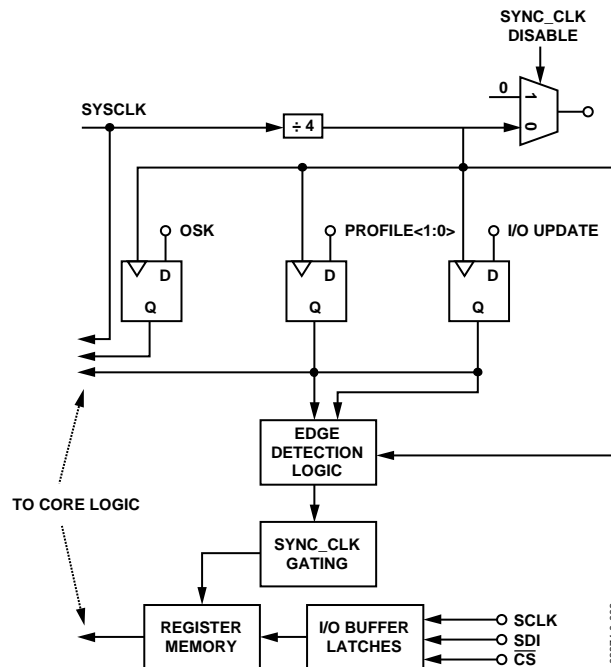 SYNC_CLK
DISABLE
0
1
0
SYSCLK
÷ 4
OSK
PROFILE<1:0>
I/O UPDATE
D
D
D
Q
Q
Q
EDGE
DETECTION
LOGIC
TO CORE LOGIC
SYNC_CLK
GATING
REGISTER
MEMORY
I/O BUFFER
LATCHES
SCLK
SDI
CS